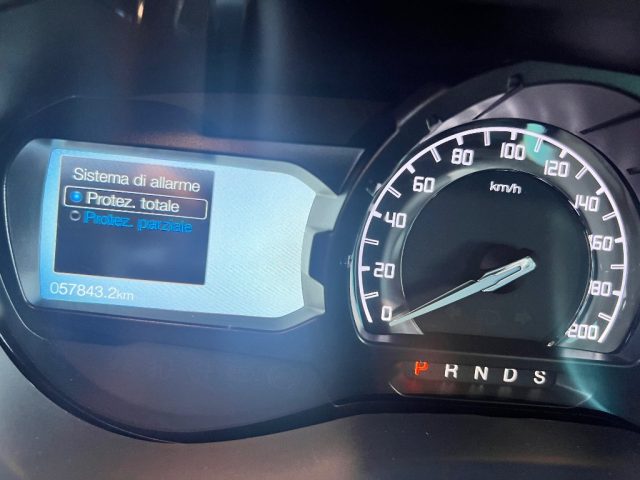 Sistema di allarme
Protez. totale
Protez. parziale
057843.2km
0
20
40
60
80
100
120
140
160
180
200
km/h
P R N D S